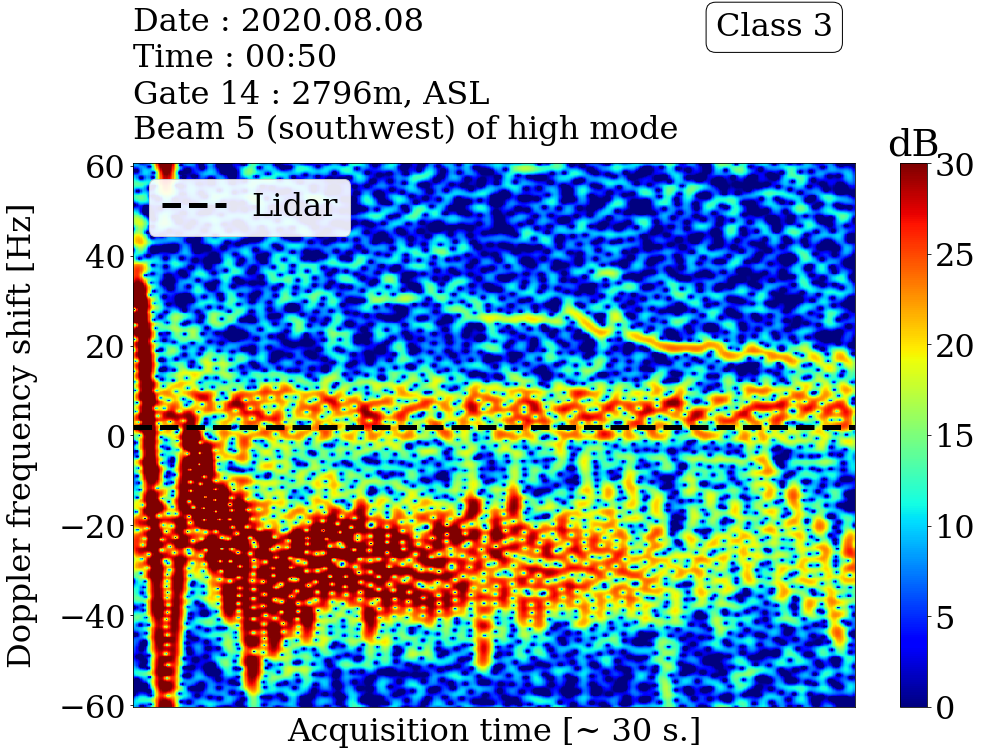 Date : 2020.08.08
Time : 00:50
Gate 14 : 2796m, ASL
Beam 5 (southwest) of high mode
Class 3
dB
Lidar
Doppler frequency shift [Hz]
60
40
20
0
−20
−40
−60
30
25
20
15
10
5
0
Acquisition time [~ 30 s.]